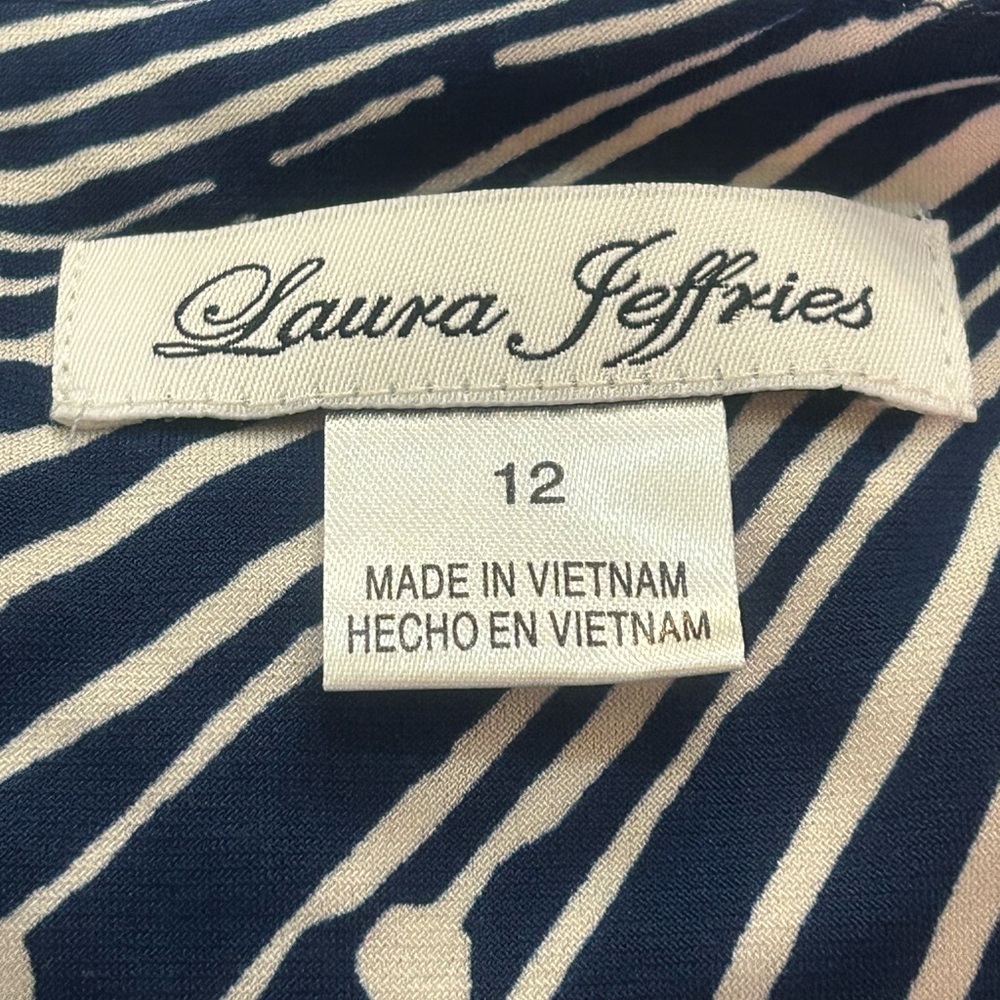 Laura Jeffries
12
MADE IN VIETNAM
HECHO EN VIETNAM